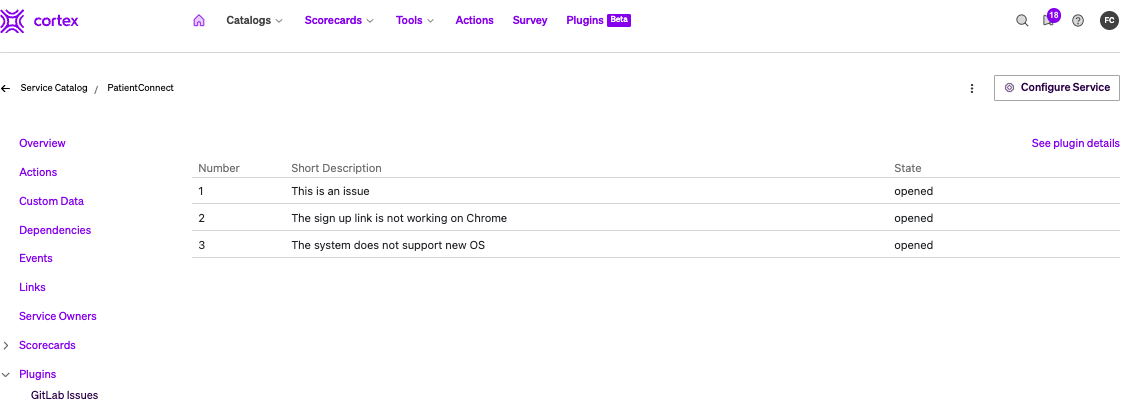 cortex
Catalogs Scorecards Tools Actions Survey Plugins Beta 18 FC
Service Catalog / PatientConnect Configure Service
Overview See plugin details
Actions
Custom Data
Dependencies
Events
Links
Service Owners
Scorecards
Plugins
GitLab Issues
Number Short Description State
1 This is an issue opened
2 The sign up link is not working on Chrome opened
3 The system does not support new OS opened